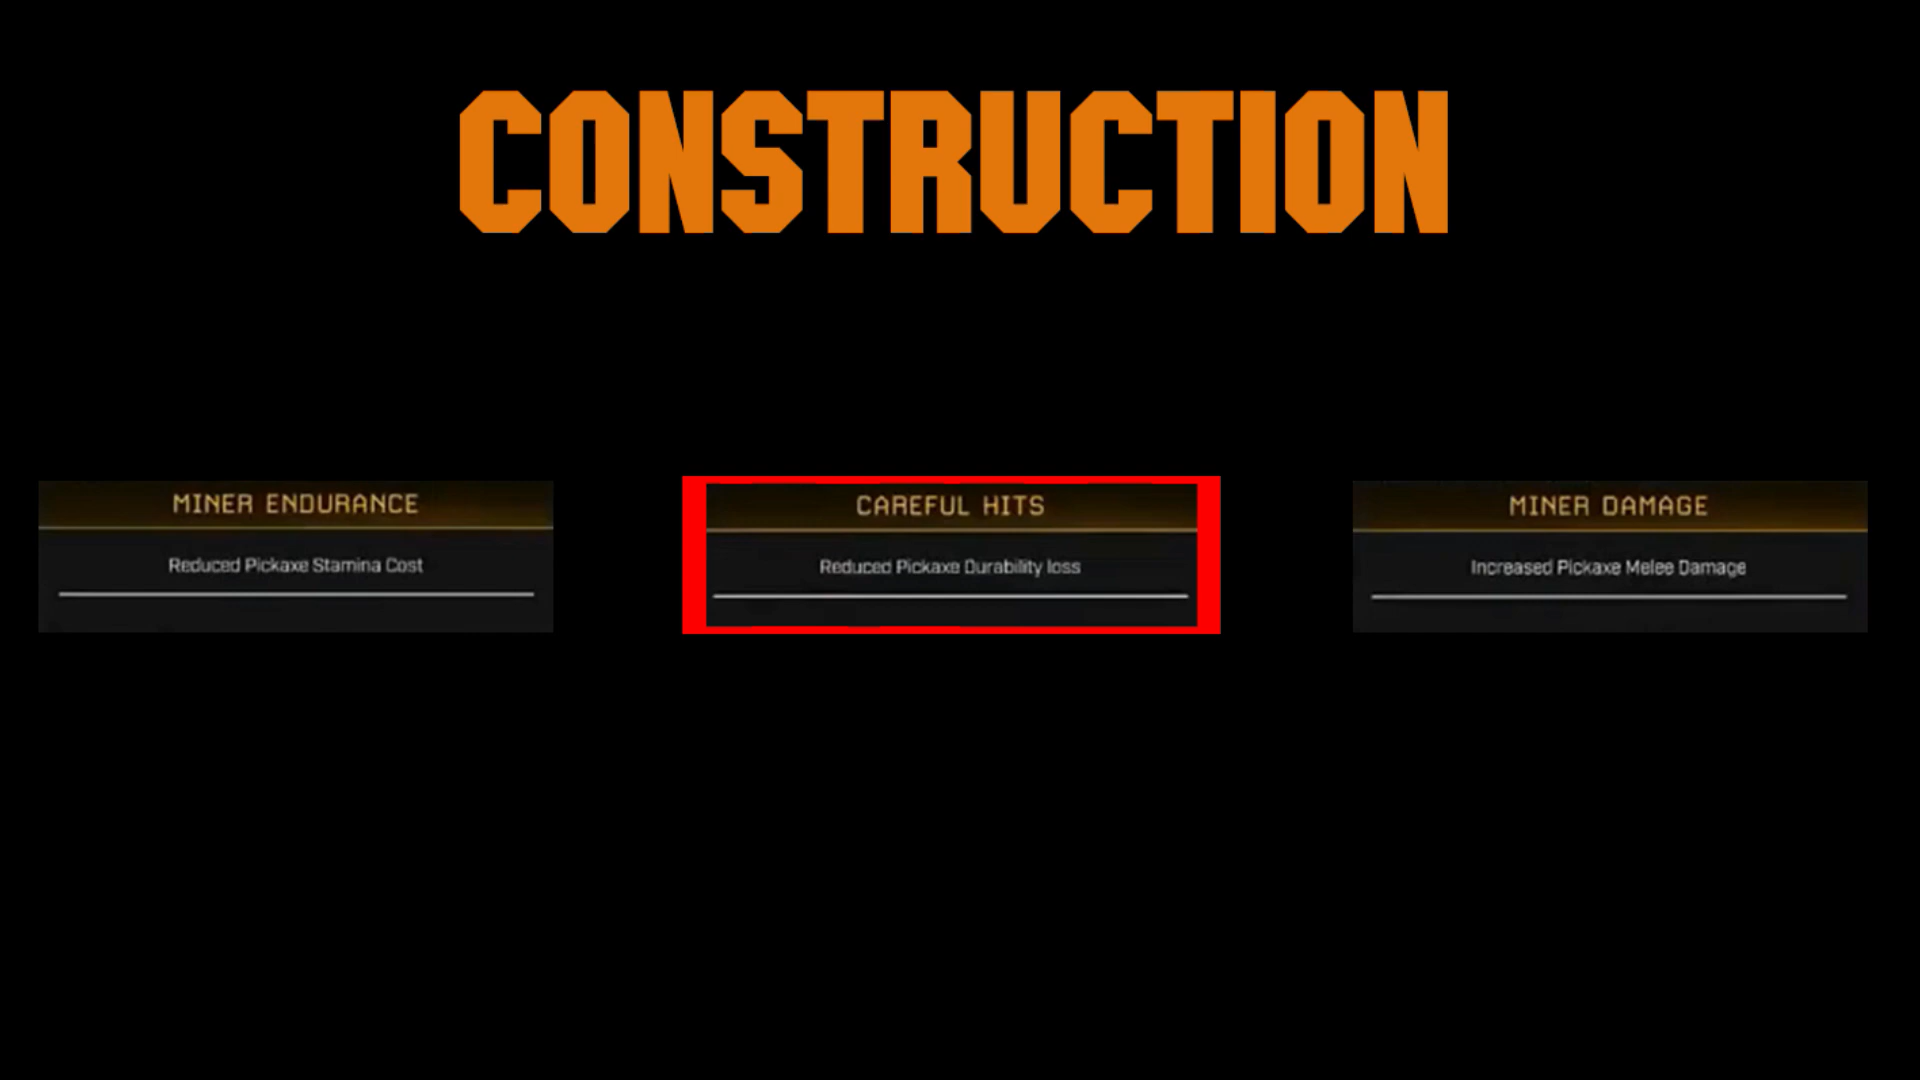 CONSTRUCTION
MINER ENDURANCE
Reduced Pickaxe Stamina Cost
CAREFUL HITS
Reduced Pickaxe Durability loss
MINER DAMAGE
Increased Pickaxe Melee Damage